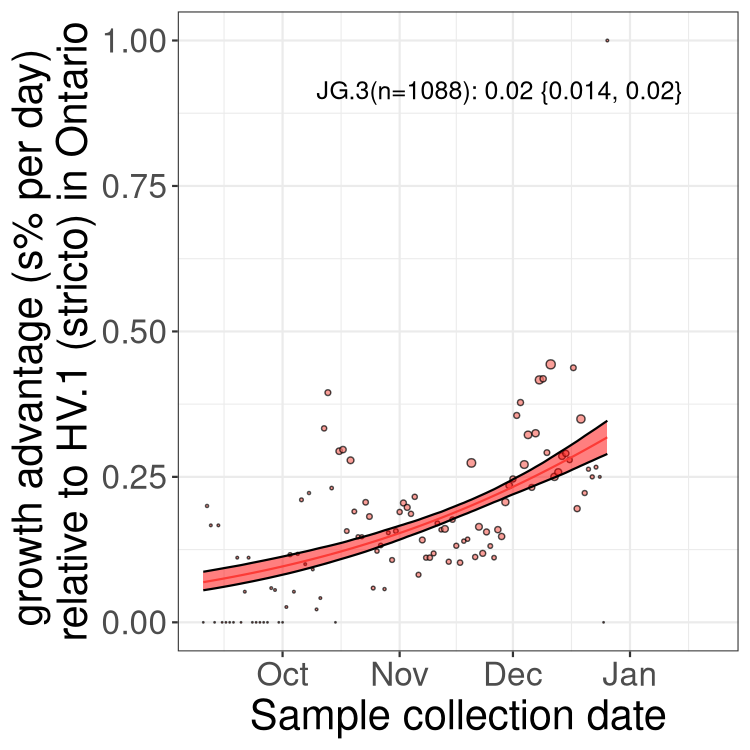 growth advantage (s% per day)
relative to HV.1 (stricto) in Ontario
1.00
JG.3(n=1088): 0.02 {0.014, 0.02}
0.75
0.50
0.25
0.00
Oct Nov Dec Jan
Sample collection date